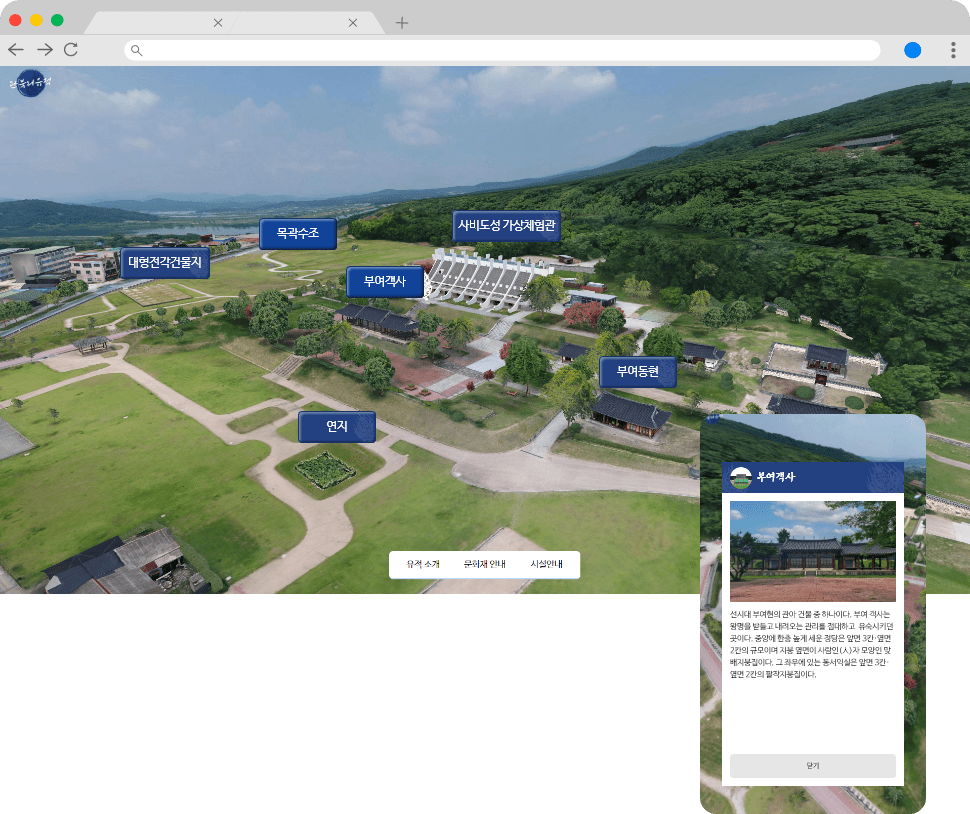 관북리유적
사비도성 가상체험관
목곽수조
대형전각건물지
부여객사
부여동헌
연지
유적 소개
문화재 안내
시설안내
부여객사
선시대 부여현의 관아 건물 중 하나이다. 부여 객사는
왕명을 받들고 내려오는 관리를 접대하고 유숙시키던
곳이다. 중앙에 한층 높게 세운 정당은 앞면 3칸·옆면
2칸의 규모이며 지붕 옆면이 사람인(人)자 모양인 맞
배지붕집이다. 그 좌우에 있는 동서익실은 앞면 3칸·
옆면 2칸의 팔작지붕집이다.
닫기